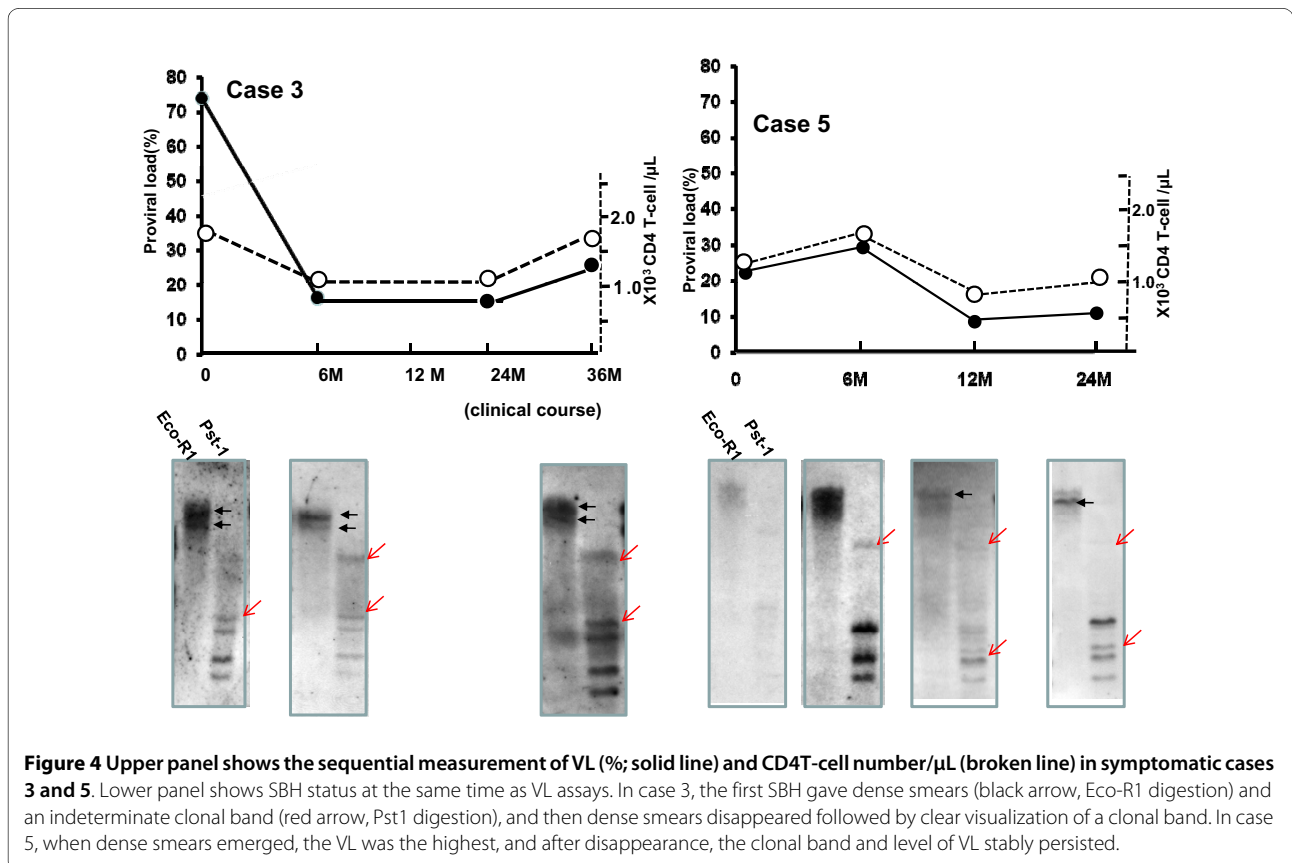 Case 3
80
70
60
50
40
30
20
10
0
Proviral load(%)
2.0
1.0
X10³ CD4 T-cell /µL
0 6M 12 M 24M 36M
(clinical course)
Case 5
80
70
60
50
40
30
20
10
0
Proviral load(%)
2.0
1.0
X10³ CD4 T-cell /µL
0 6M 12M 24M
Eco-R1 Pst-1
Eco-R1 Pst-1
Figure 4 Upper panel shows the sequential measurement of VL (%; solid line) and CD4T-cell number/µL (broken line) in symptomatic cases
3 and 5. Lower panel shows SBH status at the same time as VL assays. In case 3, the first SBH gave dense smears (black arrow, Eco-R1 digestion) and
an indeterminate clonal band (red arrow, Pst1 digestion), and then dense smears disappeared followed by clear visualization of a clonal band. In case
5, when dense smears emerged, the VL was the highest, and after disappearance, the clonal band and level of VL stably persisted.